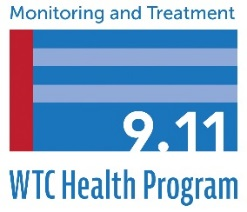 Monitoring and Treatment
9.11
WTC Health Program